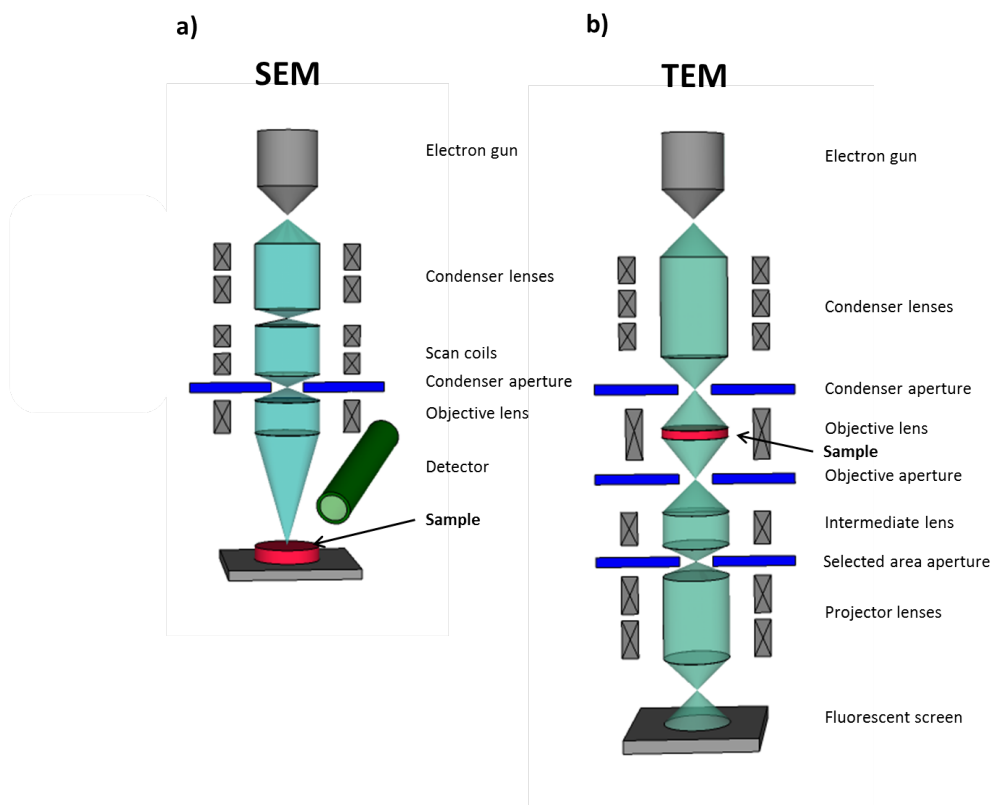 a)
SEM
Electron gun
Condenser lenses
Scan coils
Condenser aperture
Objective lens
Detector
Sample
b)
TEM
Electron gun
Condenser lenses
Condenser aperture
Objective lens
Sample
Objective aperture
Intermediate lens
Selected area aperture
Projector lenses
Fluorescent screen